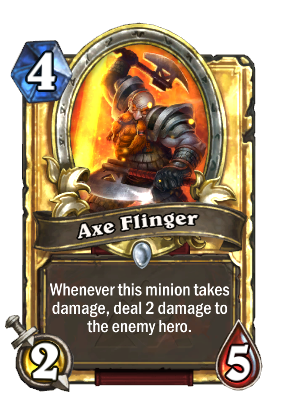 4
Axe Flinger
Whenever this minion takes
damage, deal 2 damage to
the enemy hero.
2
5